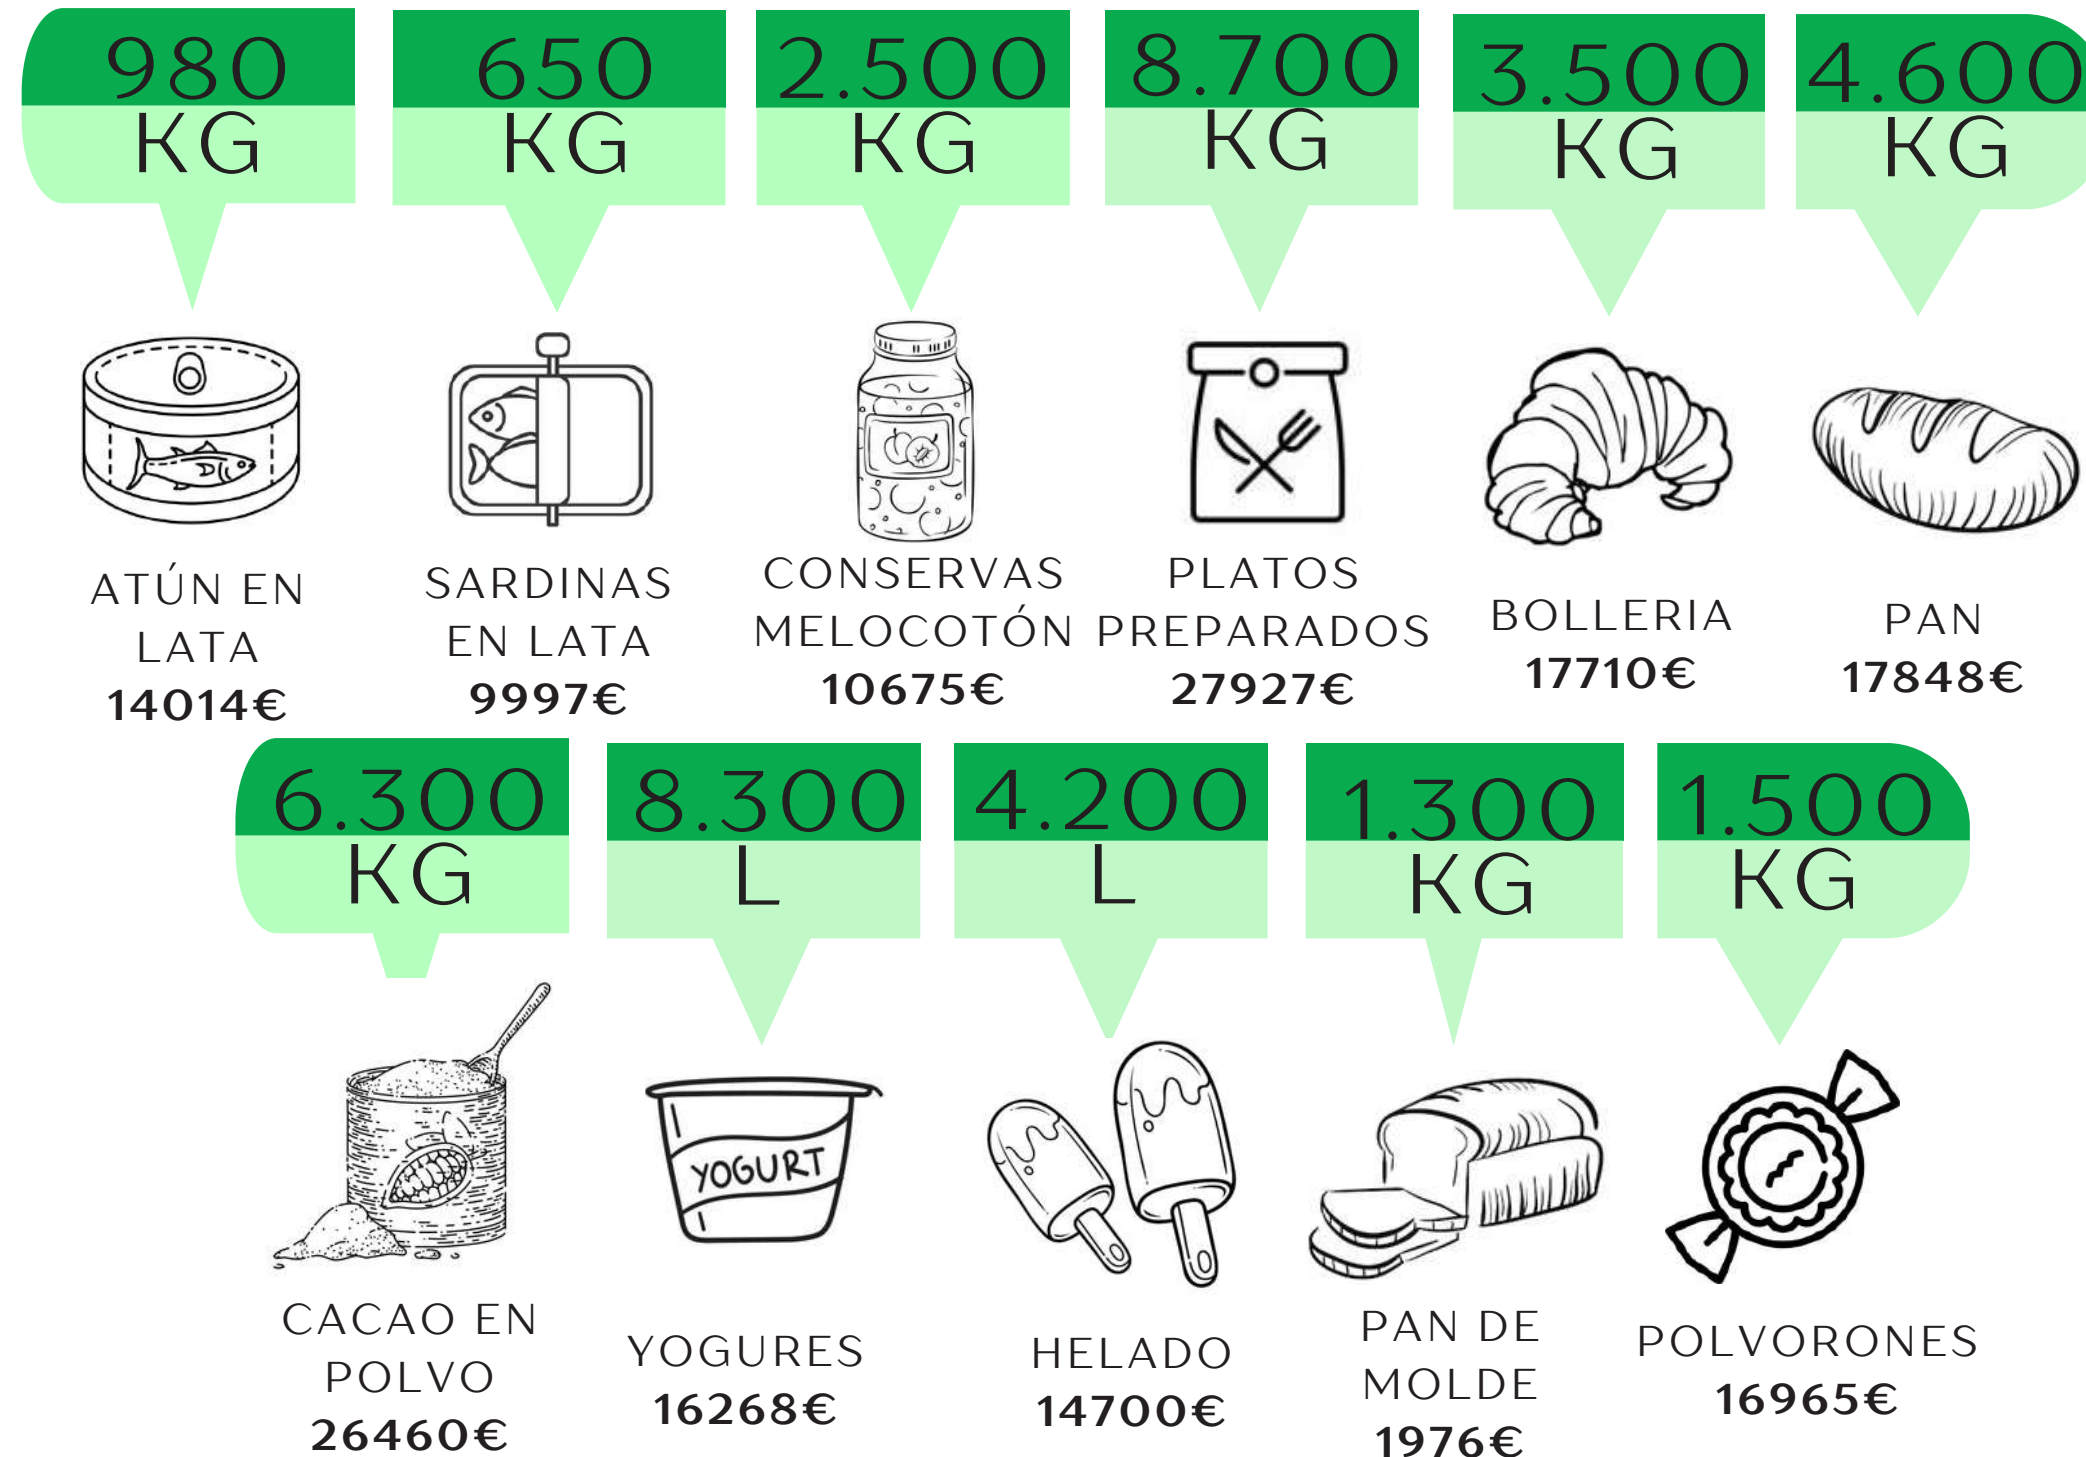 980
KG
650
KG
2.500
KG
8.700
KG
3.500
KG
4.600
KG
ATÚN EN
LATA
14014€
SARDINAS
EN LATA
9997€
CONSERVAS
MELOCOTÓN
10675€
PLATOS
PREPARADOS
27927€
BOLLERIA
17710€
PAN
17848€
6.300
KG
8.300
L
4.200
L
1.300
KG
1.500
KG
YOGURT
CACAO EN
POLVO
26460€
YOGURES
16268€
HELADO
14700€
PAN DE
MOLDE
1976€
POLVORONES
16965€